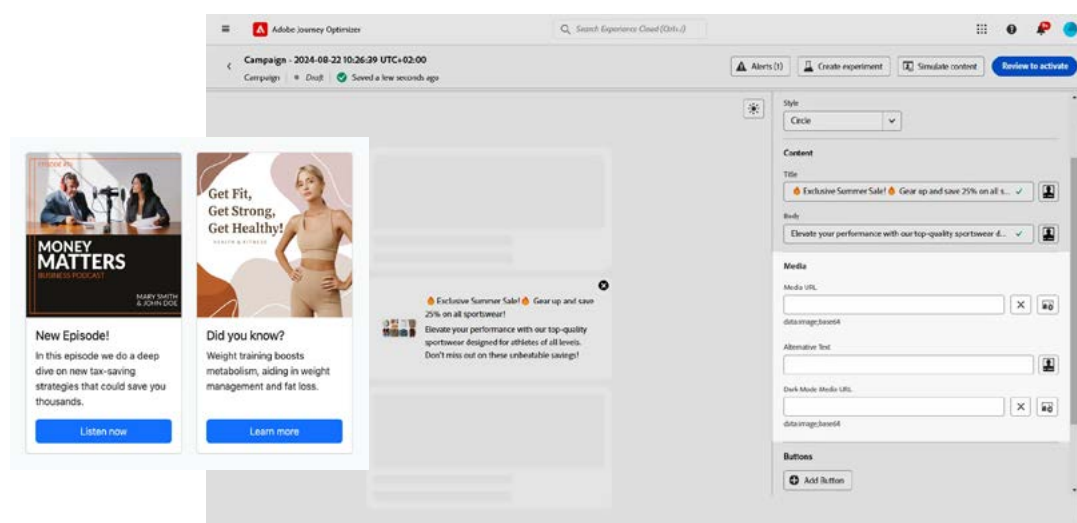 Adobe Journey Optimizer
Search Experience Cloud (Ctrl+/)
Campaign - 2024-08-22 10:26:39 UTC+02:00
Campaign
Draft
Saved a few seconds ago
Alerts (1)
Create experiment
Simulate content
Review to activate
MONEY
MATTERS
BUSINESS PODCAST
MARY SMITH
& JOHN DOE
New Episode!
In this episode we do a deep
dive on new tax-saving
strategies that could save you
thousands.
Listen now
Get Fit,
Get Strong,
Get Healthy!
HEALTH & FITNESS
Did you know?
Weight training boosts
metabolism, aiding in weight
management and fat loss.
Learn more
🔥 Exclusive Summer Sale! 🔥 Gear up and save
25% on all sportswear!
Elevate your performance with our top-quality
sportswear designed for athletes of all levels.
Don't miss out on these unbeatable savings!
Style
Circle
Content
Title
🔥 Exclusive Summer Sale! 🔥 Gear up and save 25% on all s...
Body
Elevate your performance with our top-quality sportswear d...
Media
Media URL
data:image;base64
Alternative Text
Dark Mode Media URL
data:image;base64
Buttons
Add Button